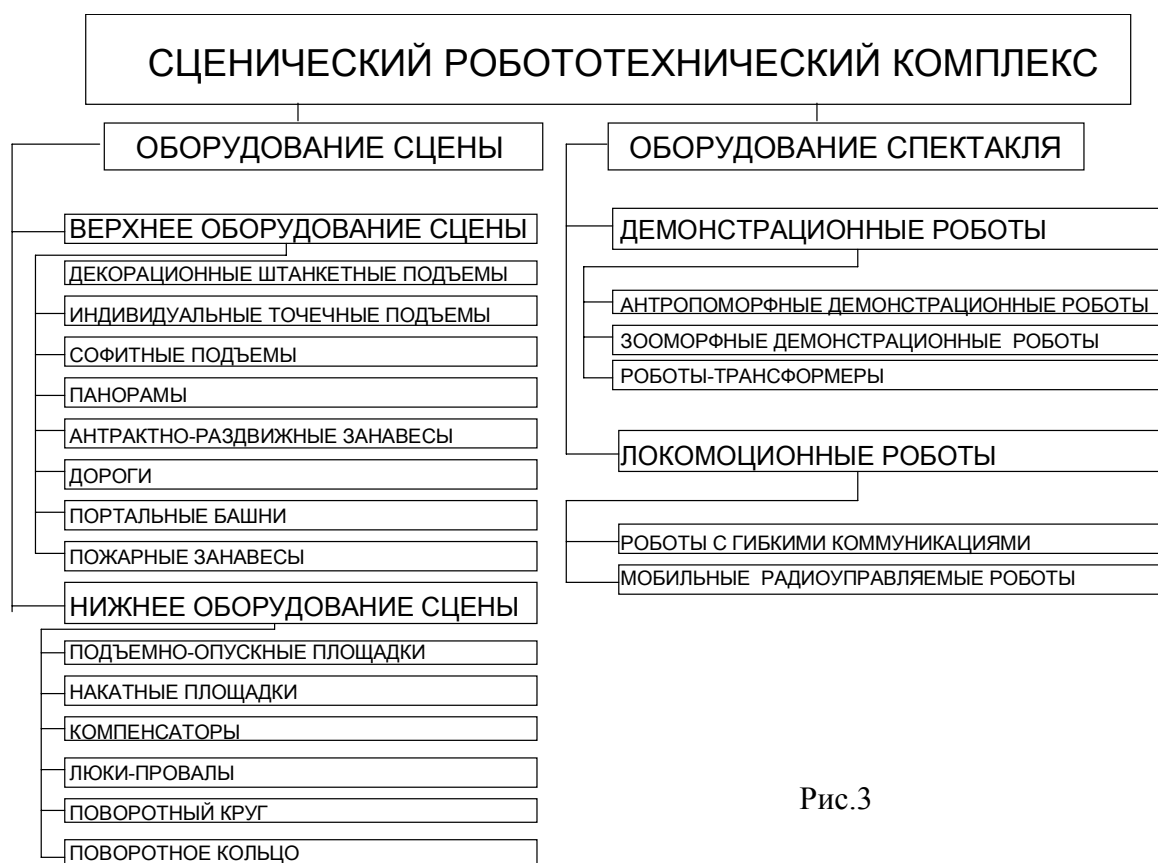 СЦЕНИЧЕСКИЙ РОБОТОТЕХНИЧЕСКИЙ КОМПЛЕКС
ОБОРУДОВАНИЕ СЦЕНЫ
ВЕРХНЕЕ ОБОРУДОВАНИЕ СЦЕНЫ
ДЕКОРАЦИОННЫЕ ШТАНКЕТНЫЕ ПОДЪЕМЫ
ИНДИВИДУАЛЬНЫЕ ТОЧЕЧНЫЕ ПОДЪЕМЫ
СОФИТНЫЕ ПОДЪЕМЫ
ПАНОРАМЫ
АНТРАКТНО-РАЗДВИЖНЫЕ ЗАНАВЕСЫ
ДОРОГИ
ПОРТАЛЬНЫЕ БАШНИ
ПОЖАРНЫЕ ЗАНАВЕСЫ
НИЖНЕЕ ОБОРУДОВАНИЕ СЦЕНЫ
ПОДЪЕМНО-ОПУСКНЫЕ ПЛОЩАДКИ
НАКАТНЫЕ ПЛОЩАДКИ
КОМПЕНСАТОРЫ
ЛЮКИ-ПРОВАЛЫ
ПОВОРОТНЫЙ КРУГ
ПОВОРОТНОЕ КОЛЬЦО
ОБОРУДОВАНИЕ СПЕКТАКЛЯ
ДЕМОНСТРАЦИОННЫЕ РОБОТЫ
АНТРОПОМОРФНЫЕ ДЕМОНСТРАЦИОННЫЕ РОБОТЫ
ЗООМОРФНЫЕ ДЕМОНСТРАЦИОННЫЕ РОБОТЫ
РОБОТЫ-ТРАНСФОРМЕРЫ
ЛОКОМОЦИОННЫЕ РОБОТЫ
РОБОТЫ С ГИБКИМИ КОММУНИКАЦИЯМИ
МОБИЛЬНЫЕ РАДИОУПРАВЛЯЕМЫЕ РОБОТЫ
Рис.3